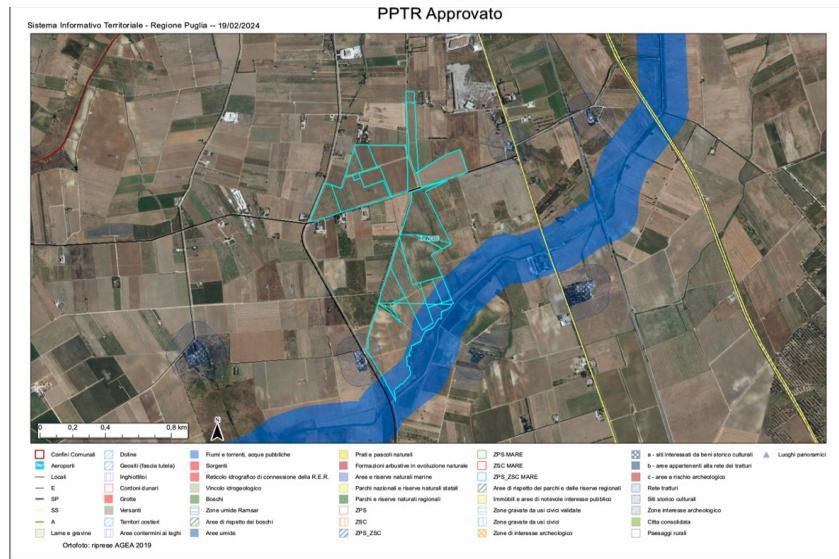 PPTR Approvato
Sistema Informativo Territoriale - Regione Puglia -- 19/02/2024
0 0,2 0,4 0,8 km
N
Confini Comunali
Aeroporti
Locali
E
SP
SS
A
Lame e gravine
Doline
Geositi (fascia tutela)
Inghiottitoi
Cordoni dunari
Grotte
Versanti
Territori costieri
Aree contermini ai laghi
Fiumi e torrenti, acque pubbliche
Sorgenti
Reticolo idrografico di connessione della R.E.R.
Vincolo idrogeologico
Boschi
Zone umide Ramsar
Aree di rispetto dei boschi
Aree umide
Prati e pascoli naturali
Formazioni arbustive in evoluzione naturale
Aree e riserve naturali marine
Parchi nazionali e riserve naturali statali
Parchi e riserve naturali regionali
ZPS
ZSC
ZPS_ZSC
ZPS MARE
ZSC MARE
ZPS_ZSC MARE
Aree di rispetto dei parchi e delle riserve regionali
Immobili e aree di notevole interesse pubblico
Zone gravate da usi civici validate
Zone gravate da usi civici
Zone di interesse archeologico
a - siti interessati da beni storico culturali
b - aree appartenenti alla rete dei tratturi
c - aree a rischio archeologico
Rete tratturi
Siti storico culturali
Zone interesse archeologico
Città consolidata
Paesaggi rurali
Luoghi panoramici
Ortofoto: riprese AGEA 2019